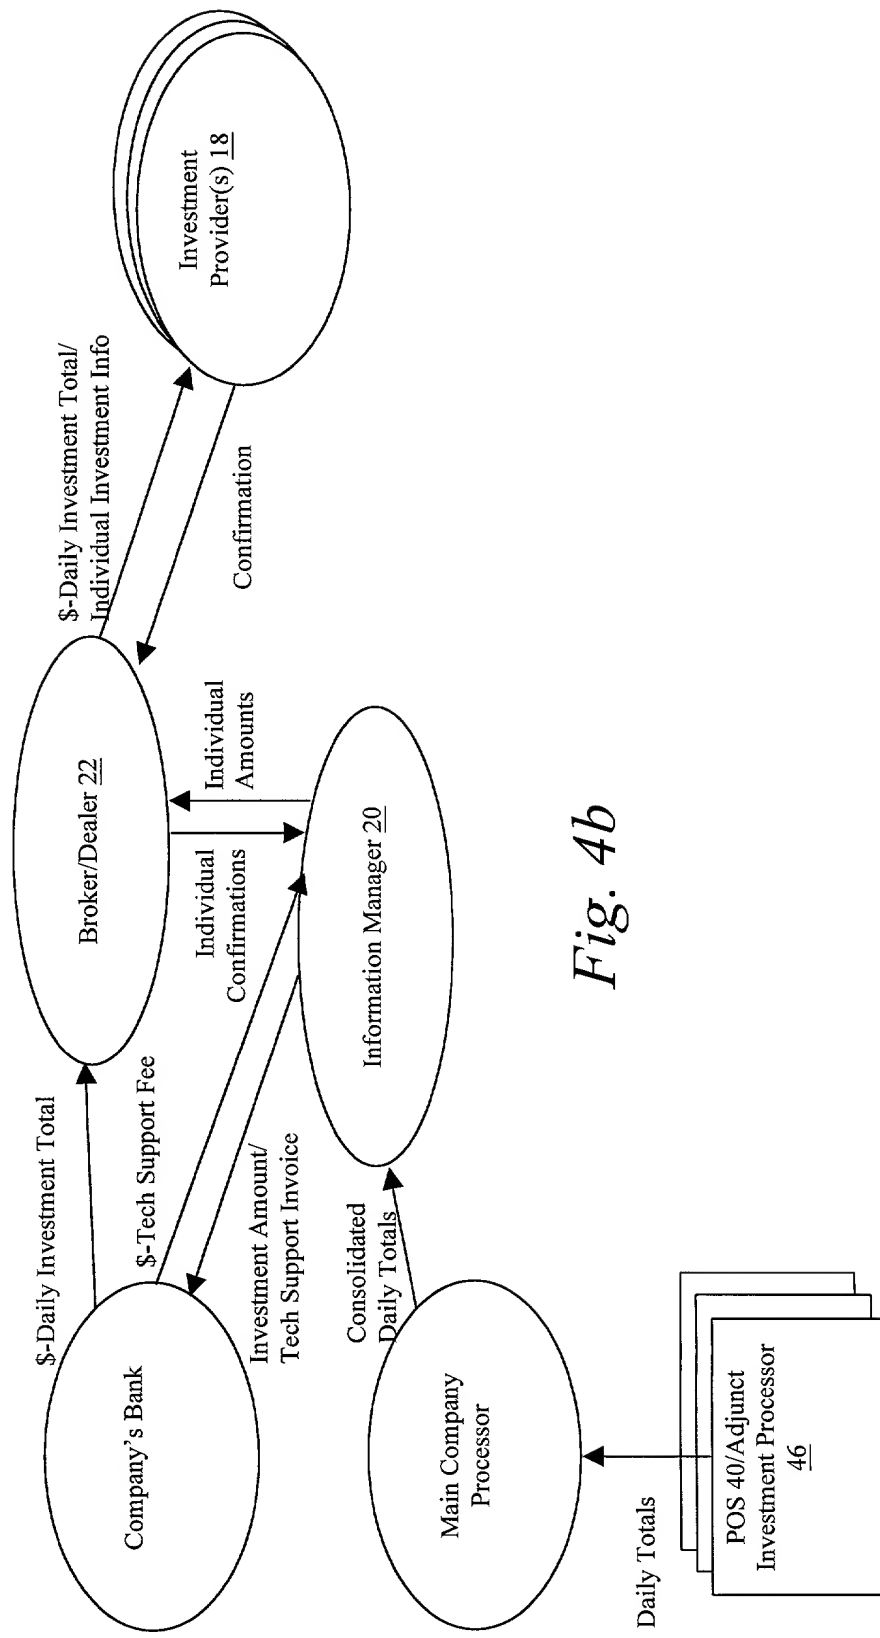 $-Daily Investment Total
Company's Bank
$-Tech Support Fee
Investment Amount/
Tech Support Invoice
Broker/Dealer 22
$-Daily Investment Total/
Individual Investment Info
Investment
Provider(s) 18
Confirmation
Individual
Confirmations
Individual
Amounts
Information Manager 20
Consolidated
Daily Totals
Main Company
Processor
Daily Totals
POS 40/Adjunct
Investment Processor
46
Fig. 4b